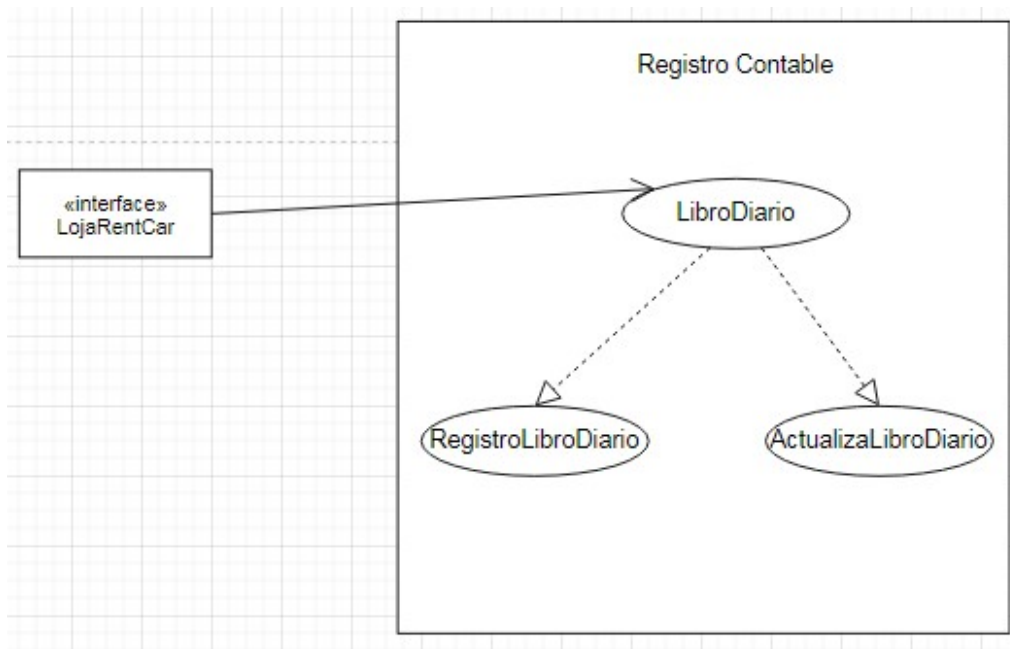 Registro Contable
«interface»
LojaRentCar
LibroDiario
RegistroLibroDiario
ActualizaLibroDiario